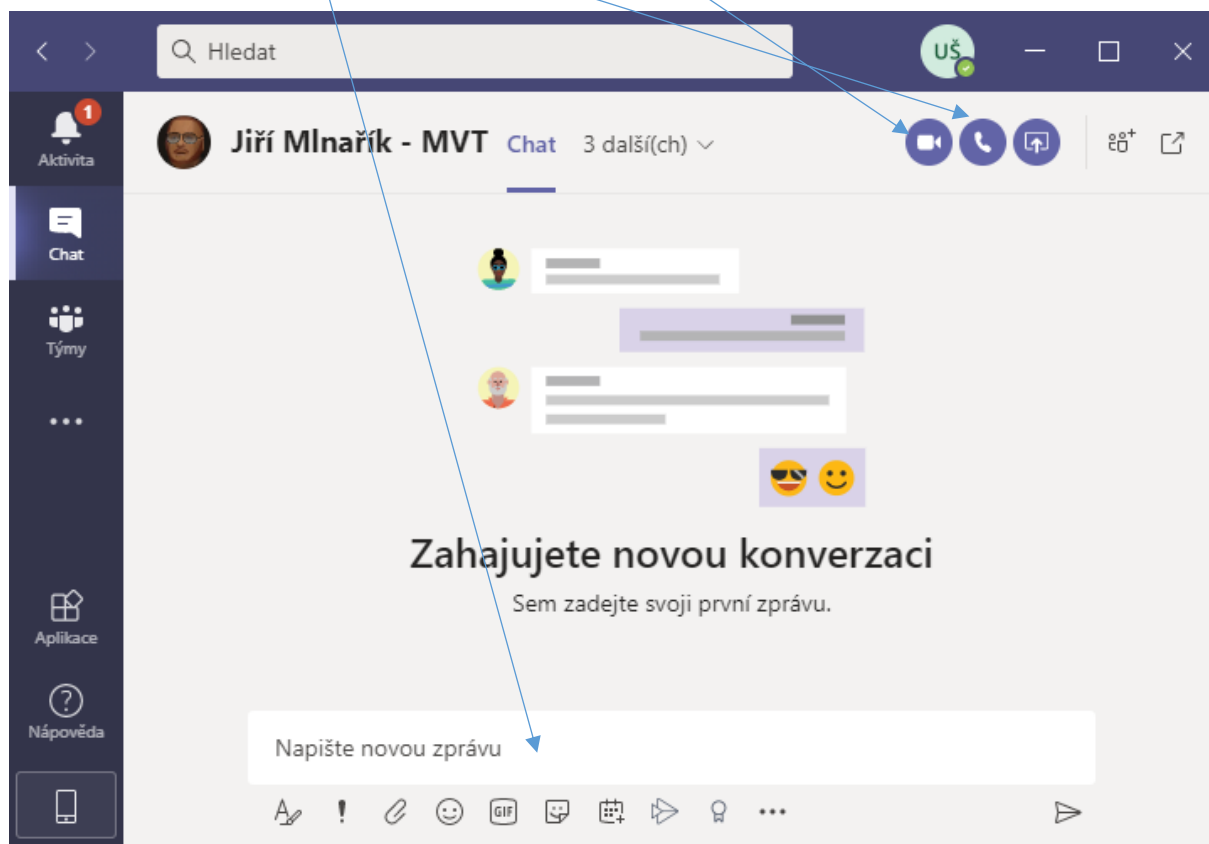 Hledat
UŠ
1
Aktivita
Chat
Týmy
Aplikace
Nápověda
Jiří Mlnařík - MVT Chat 3 další(ch)
Zahajujete novou konverzaci
Sem zadejte svoji první zprávu.
Napište novou zprávu
GIF